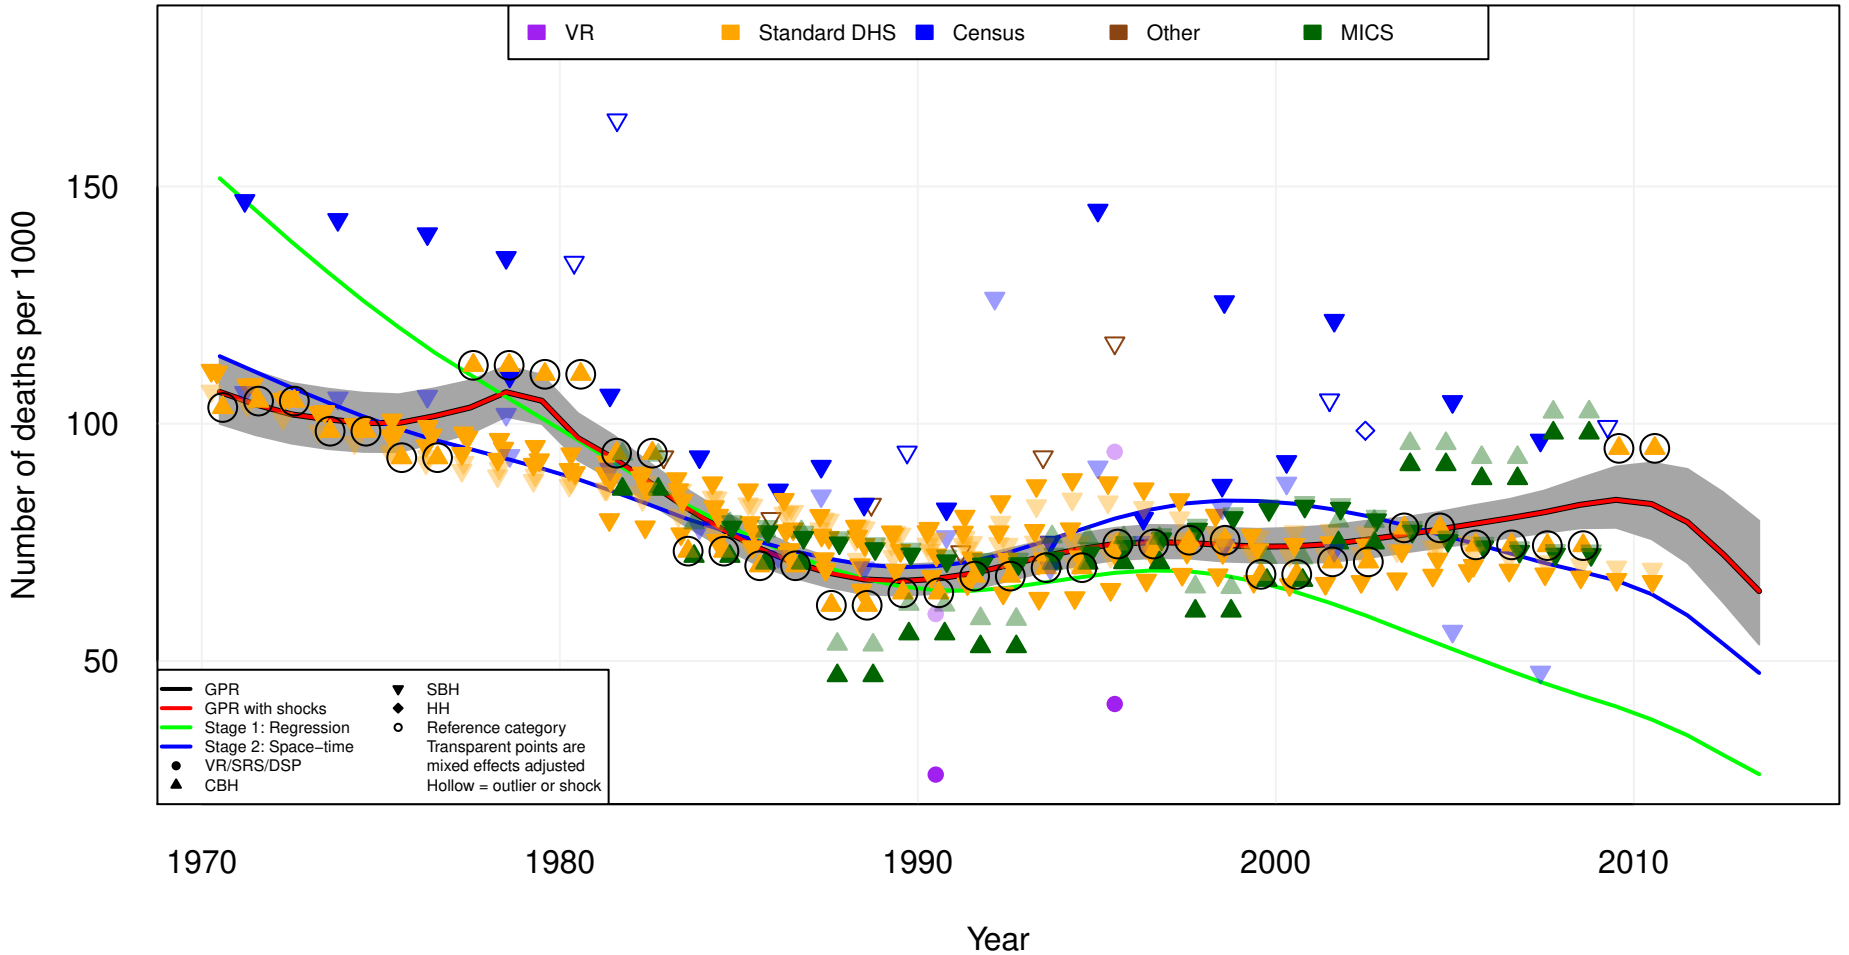 VR Standard DHS Census Other MICS
150
100
50
Number of deaths per 1000
GPR
GPR with shocks
Stage 1: Regression
Stage 2: Space−time
VR/SRS/DSP
CBH
SBH
HH
Reference category
Transparent points are
mixed effects adjusted
Hollow = outlier or shock
1970 1980 1990 2000 2010
Year